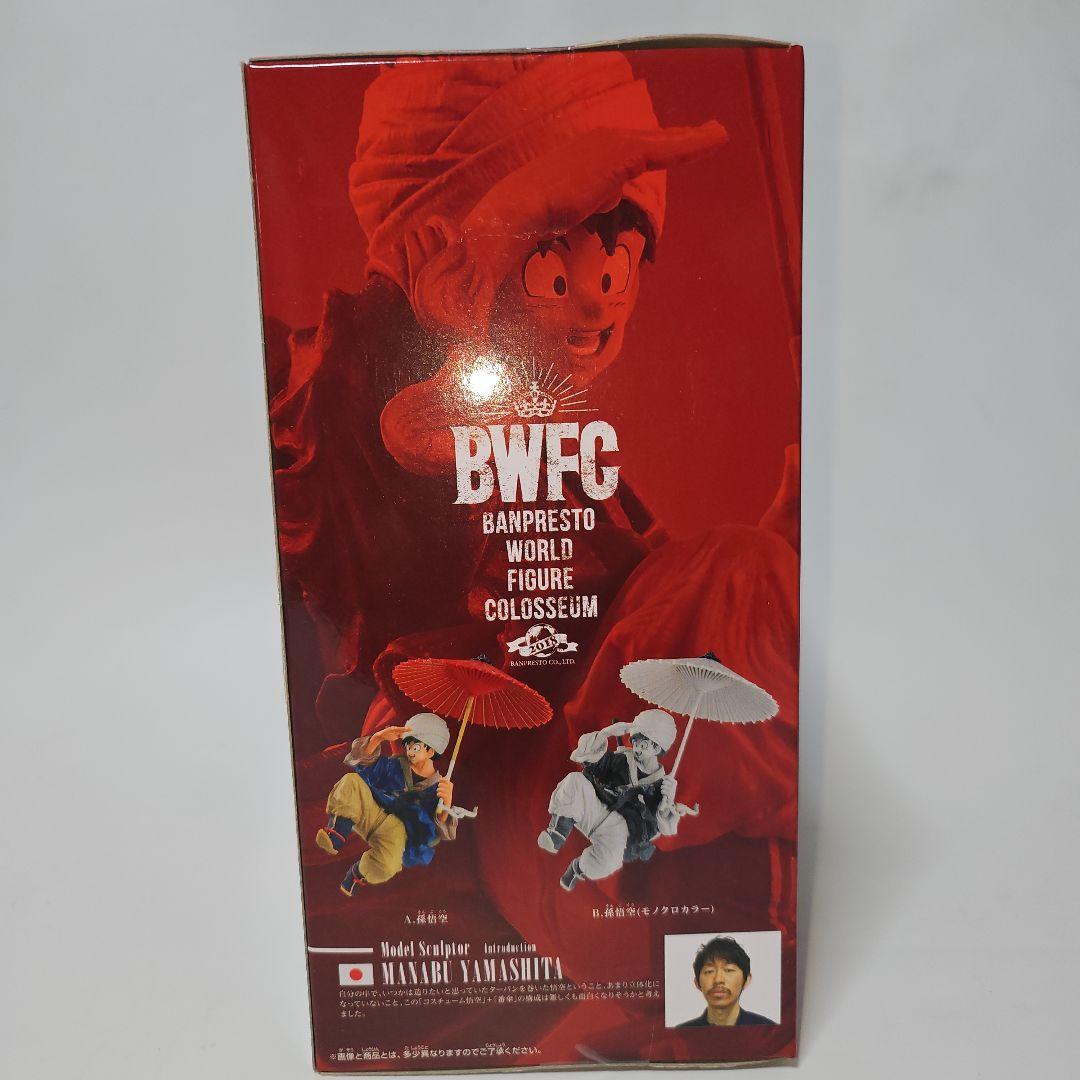 BWFC
BANPRESTO
WORLD
FIGURE
COLOSSEUM
2018
BANPRESTO CO., LTD.
A.孫悟空
B.孫悟空(モノクロカラー)
Model Sculptor Introduction
MANABU YAMASHITA
自分の中で、いつかは造りたいと思っていたターバンを巻いた悟空ということ、あまり立体化に
なっていないこと、この「コスチューム悟空」+「番傘」の構成は難しくも面白くなりそうかと考え
ました。
※画像と商品とは、多少異なりますのでご了承ください。